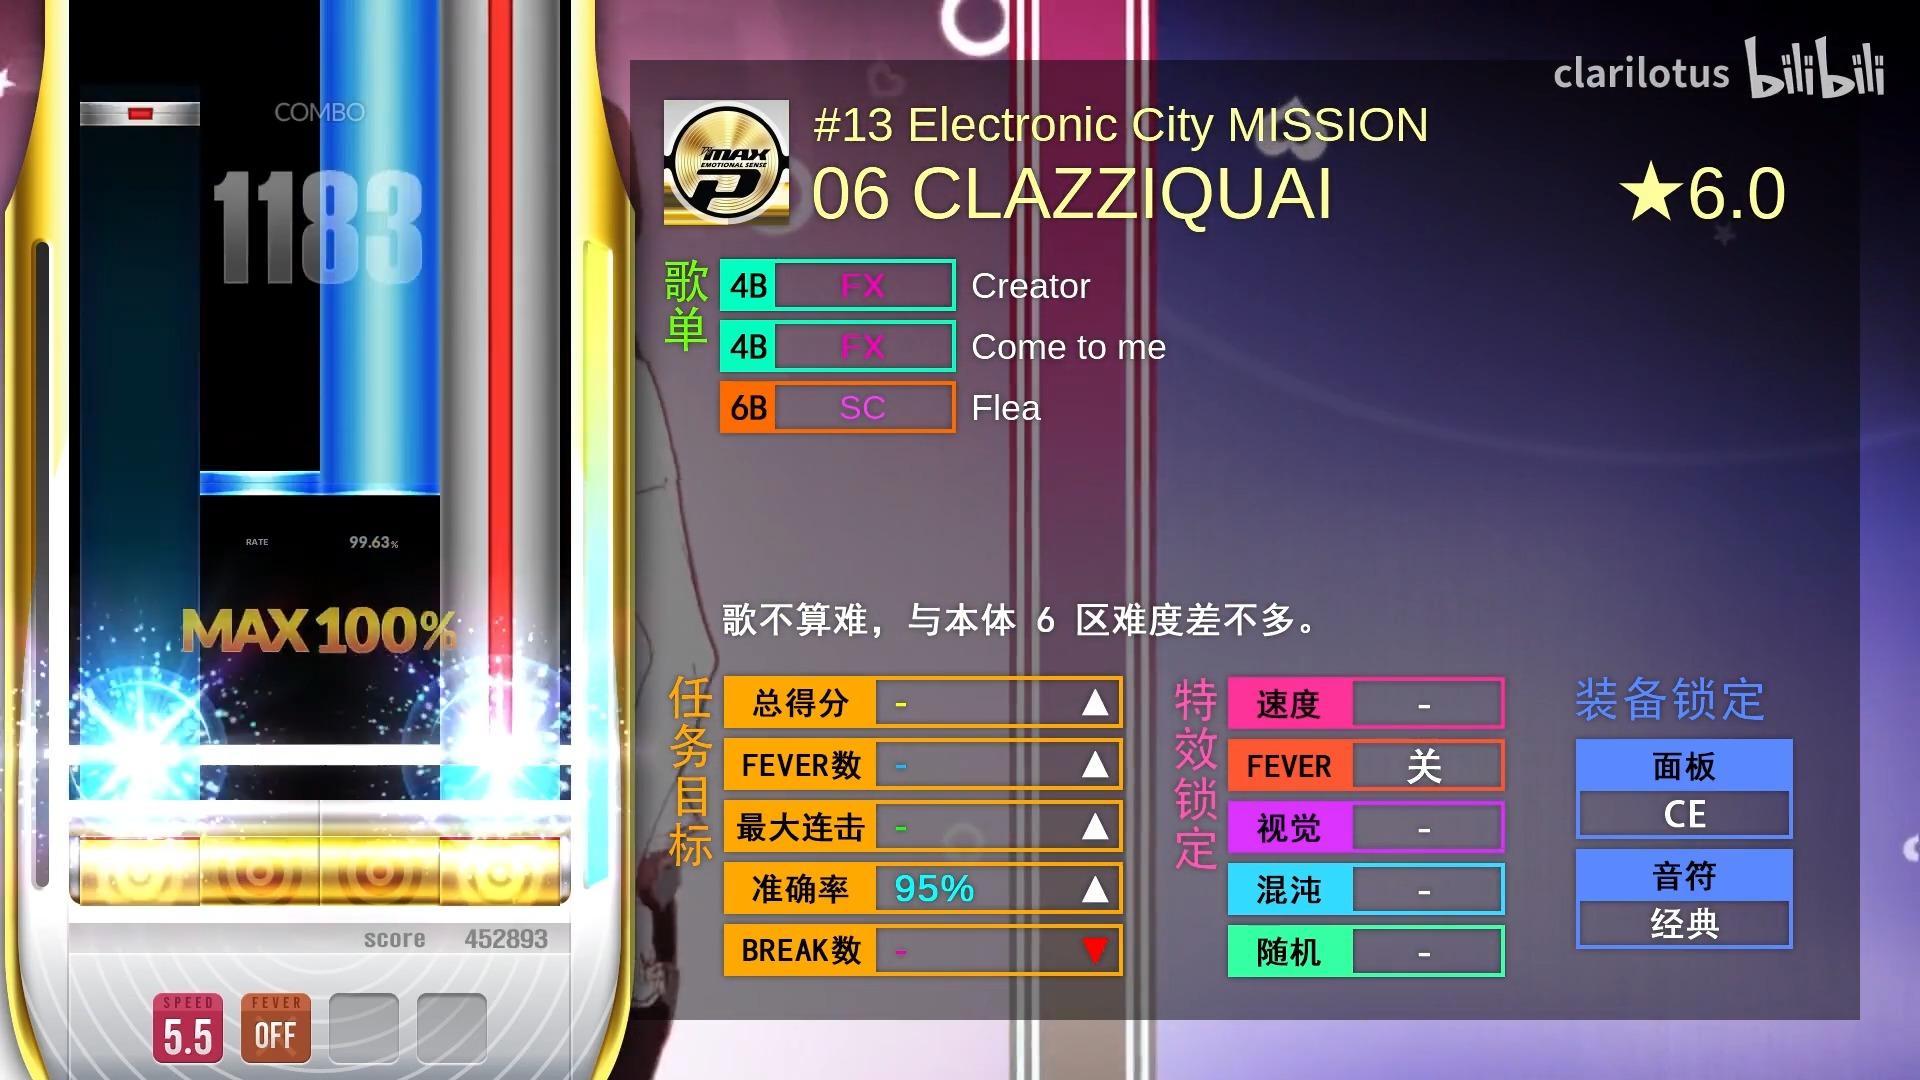 clarilotus bilibili
COMBO
1183
RATE 99.63%
MAX 100%
score 452893
SPEED
5.5
FEVER
OFF
MAX
EMOTIONAL SENSE
P
#13 Electronic City MISSION
06 CLAZZIQUAI
★6.0
歌单
4B FX Creator
4B FX Come to me
6B SC Flea
歌不算难，与本体 6 区难度差不多。
任务目标
总得分 - ▲
FEVER数 - ▲
最大连击 - ▲
准确率 95% ▲
BREAK数 - ▼
特效锁定
速度 -
FEVER 关
视觉 -
混沌 -
随机 -
装备锁定
面板
CE
音符
经典